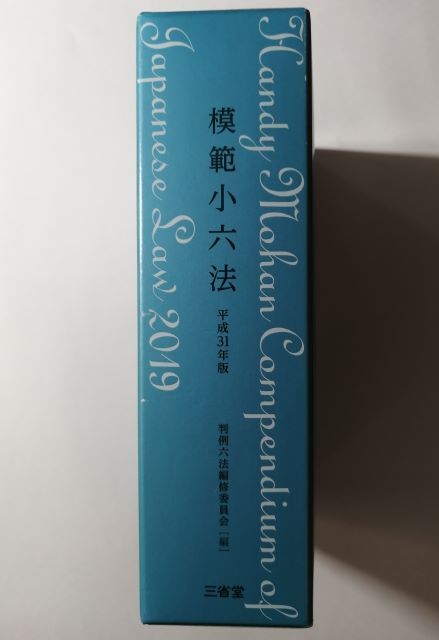 Handy Mohan Compendium of
Japanese Law 2019
模範小六法
平成31年版
判例六法編修委員会［編］
三省堂